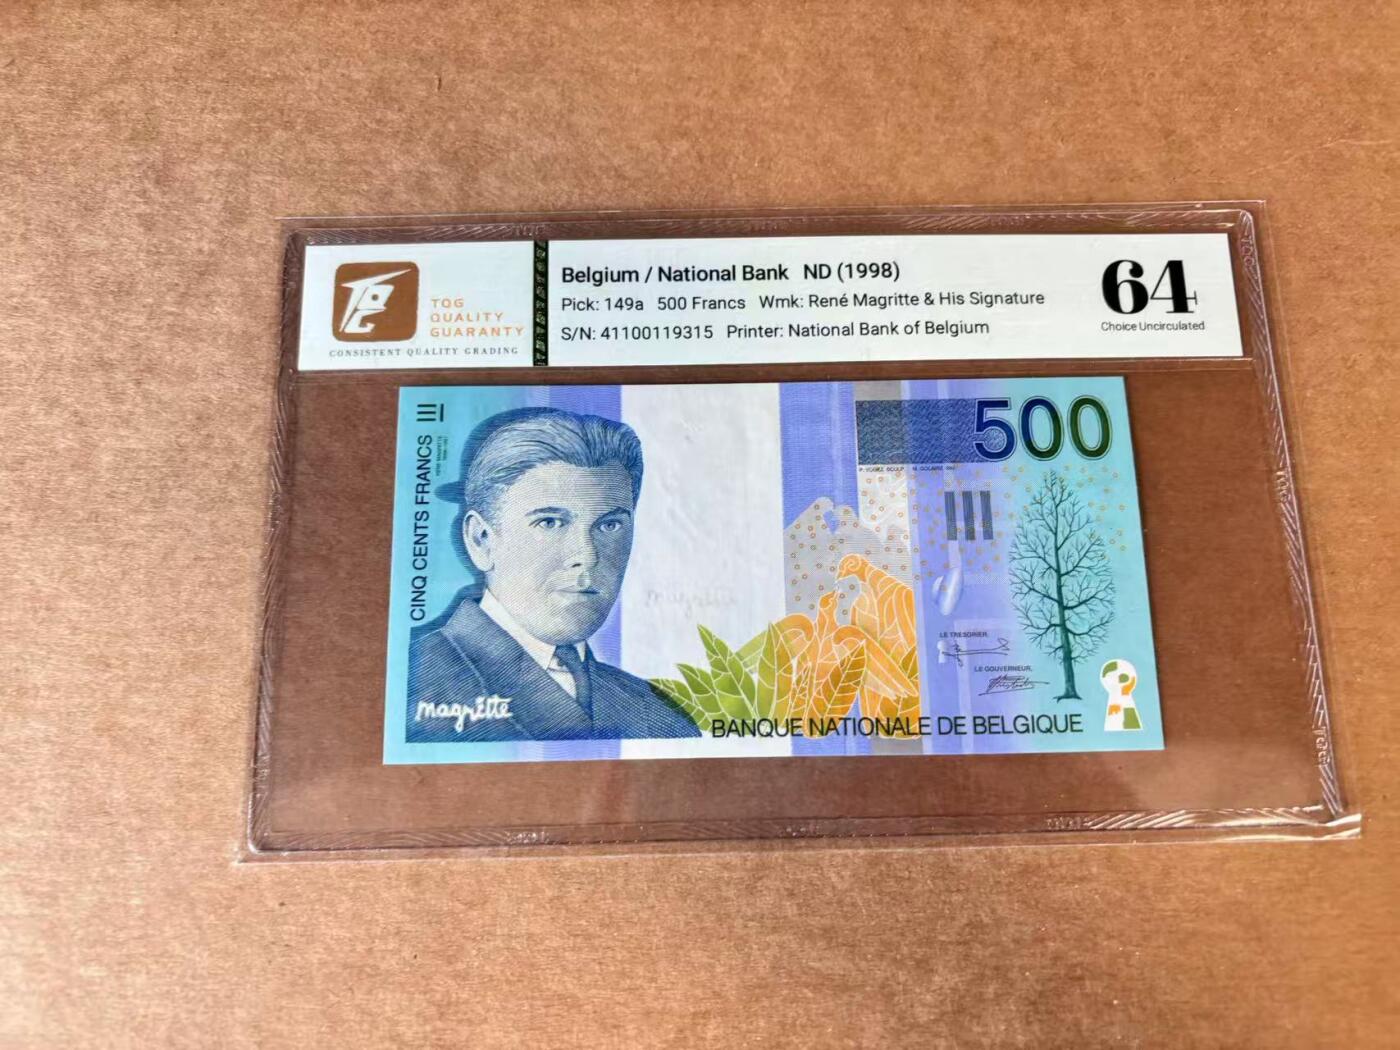 TQG
QUALITY
GUARANTY
CONSISTENT QUALITY GRADING
Belgium / National Bank ND (1998)
Pick: 149a 500 Francs Wmk: René Magritte & His Signature
S/N: 41100119315 Printer: National Bank of Belgium
64
Choice Uncirculated
CINQ CENTS FRANCS
500
magritte
LE TRESORIER,
LE GOUVERNEUR,
magritte
BANQUE NATIONALE DE BELGIQUE